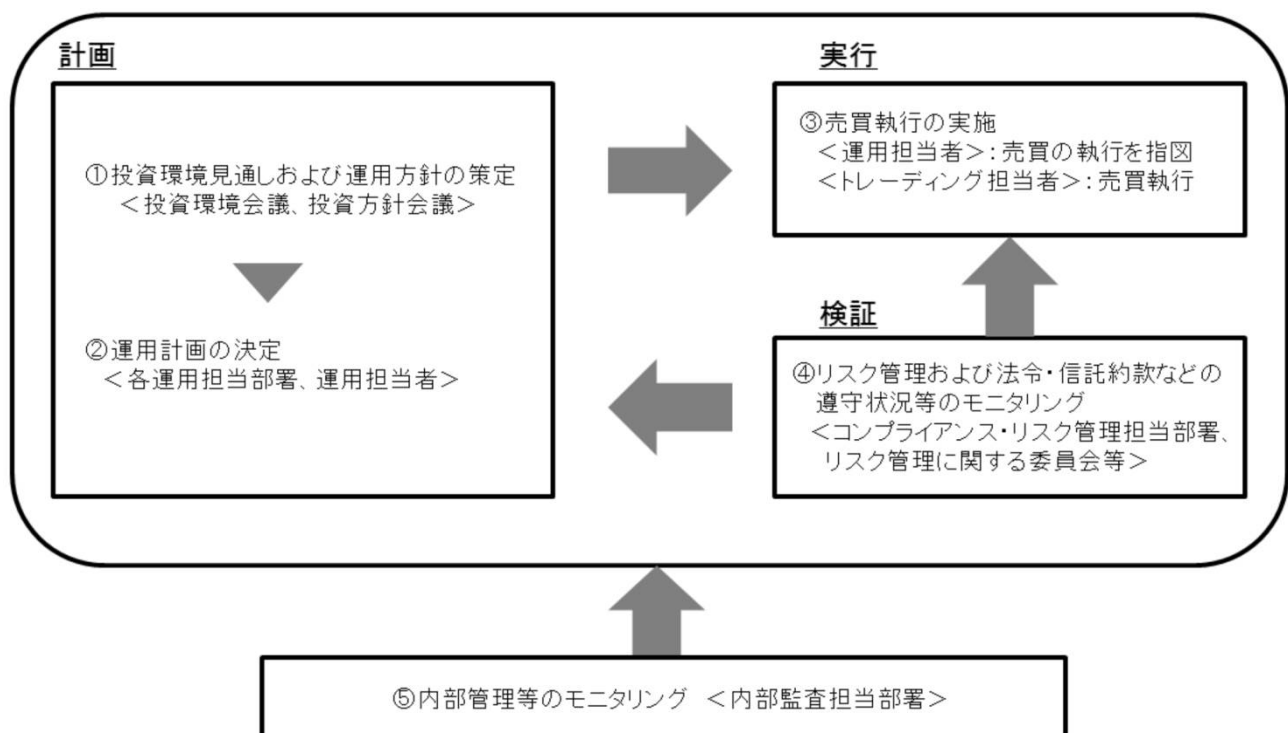 計画
①投資環境見通しおよび運用方針の策定
＜投資環境会議、投資方針会議＞
②運用計画の決定
＜各運用担当部署、運用担当者＞
実行
③売買執行の実施
＜運用担当者＞：売買の執行を指図
＜トレーディング担当者＞：売買執行
検証
④リスク管理および法令・信託約款などの
遵守状況等のモニタリング
＜コンプライアンス・リスク管理担当部署、
リスク管理に関する委員会等＞
⑤内部管理等のモニタリング ＜内部監査担当部署＞